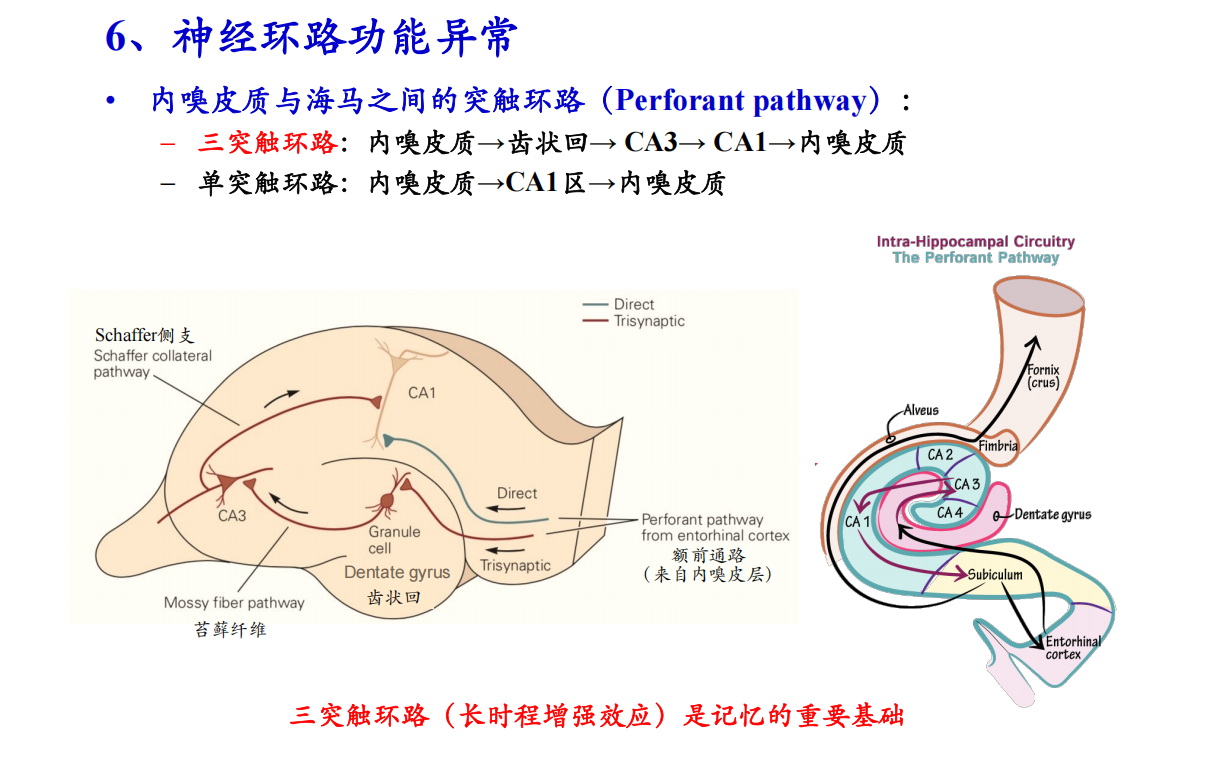 6、神经环路功能异常
• 内嗅皮质与海马之间的突触环路（Perforant pathway）:
– 三突触环路：内嗅皮质→齿状回→ CA3→ CA1→内嗅皮质
– 单突触环路：内嗅皮质→CA1区→内嗅皮质
Direct
Trisynaptic
Schaffer侧支
Schaffer collateral
pathway
CA1
CA3
Granule
cell
Dentate gyrus
齿状回
Direct
Trisynaptic
Perforant pathway
from entorhinal cortex
额前通路
（来自内嗅皮层）
Mossy fiber pathway
苔藓纤维
Intra-Hippocampal Circuitry
The Perforant Pathway
Fornix
(crus)
Alveus
Fimbria
CA 2
CA 3
CA 4
CA 1
Dentate gyrus
Subiculum
Entorhinal
cortex
三突触环路（长时程增强效应）是记忆的重要基础